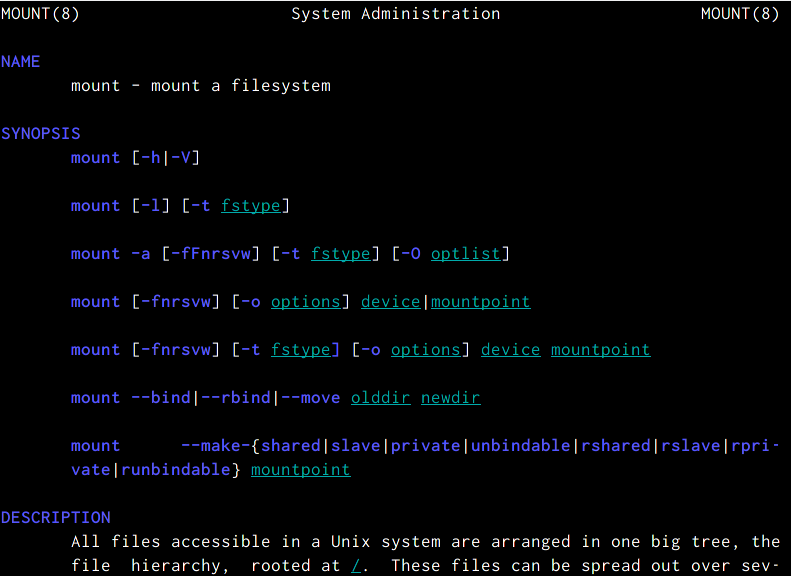 MOUNT(8) System Administration MOUNT(8)
NAME
mount - mount a filesystem
SYNOPSIS
mount [-h|-V]
mount [-l] [-t fstype]
mount -a [-fFnrsvw] [-t fstype] [-O optlist]
mount [-fnrsvw] [-o options] device|mountpoint
mount [-fnrsvw] [-t fstype] [-o options] device mountpoint
mount --bind|--rbind|--move olddir newdir
mount --make-{shared|slave|private|unbindable|rshared|rslave|rpri-
vate|runbindable} mountpoint
DESCRIPTION
All files accessible in a Unix system are arranged in one big tree, the
file hierarchy, rooted at /. These files can be spread out over sev-